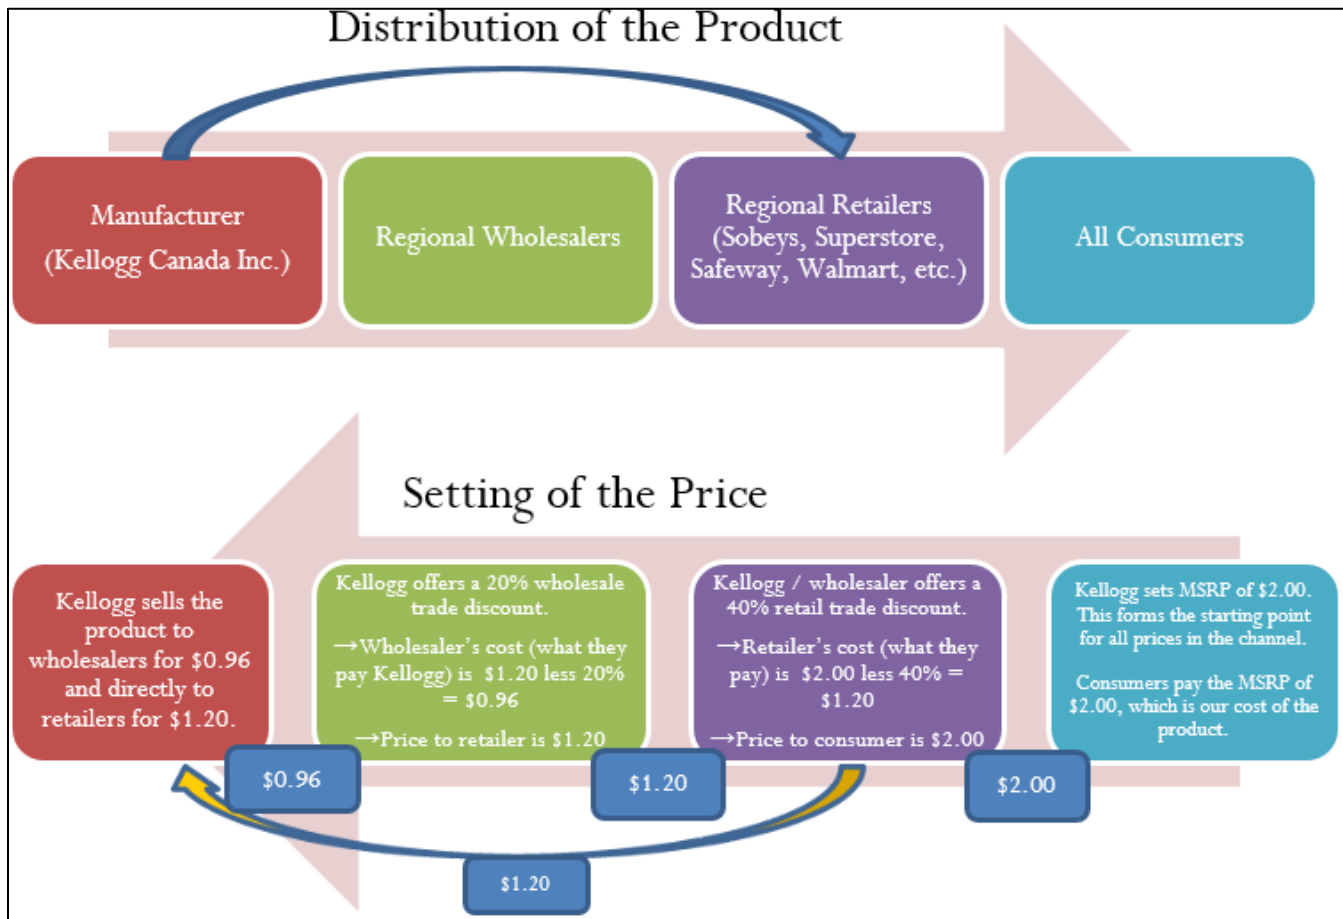 Distribution of the Product
Manufacturer
(Kellogg Canada Inc.)
Regional Wholesalers
Regional Retailers
(Sobeys, Superstore,
Safeway, Walmart, etc.)
All Consumers
Setting of the Price
Kellogg sells the
product to
wholesalers for $0.96
and directly to
retailers for $1.20.
Kellogg offers a 20% wholesale
trade discount.
→Wholesaler’s cost (what they
pay Kellogg) is $1.20 less 20%
= $0.96
→Price to retailer is $1.20
Kellogg / wholesaler offers a
40% retail trade discount.
→Retailer’s cost (what they
pay) is $2.00 less 40% =
$1.20
→Price to consumer is $2.00
Kellogg sets MSRP of $2.00.
This forms the starting point
for all prices in the channel.
Consumers pay the MSRP of
$2.00, which is our cost of the
product.
$0.96
$1.20
$2.00
$1.20